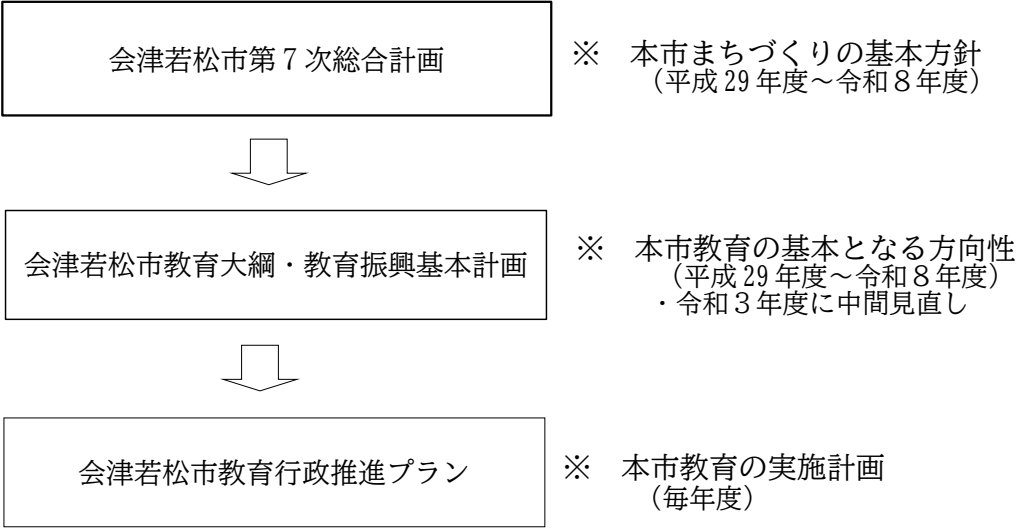 会津若松市第７次総合計画
※　本市まちづくりの基本方針
（平成 29 年度～令和８年度）
会津若松市教育大綱・教育振興基本計画
※　本市教育の基本となる方向性
（平成 29 年度～令和８年度）
・令和３年度に中間見直し
会津若松市教育行政推進プラン
※　本市教育の実施計画
（毎年度）